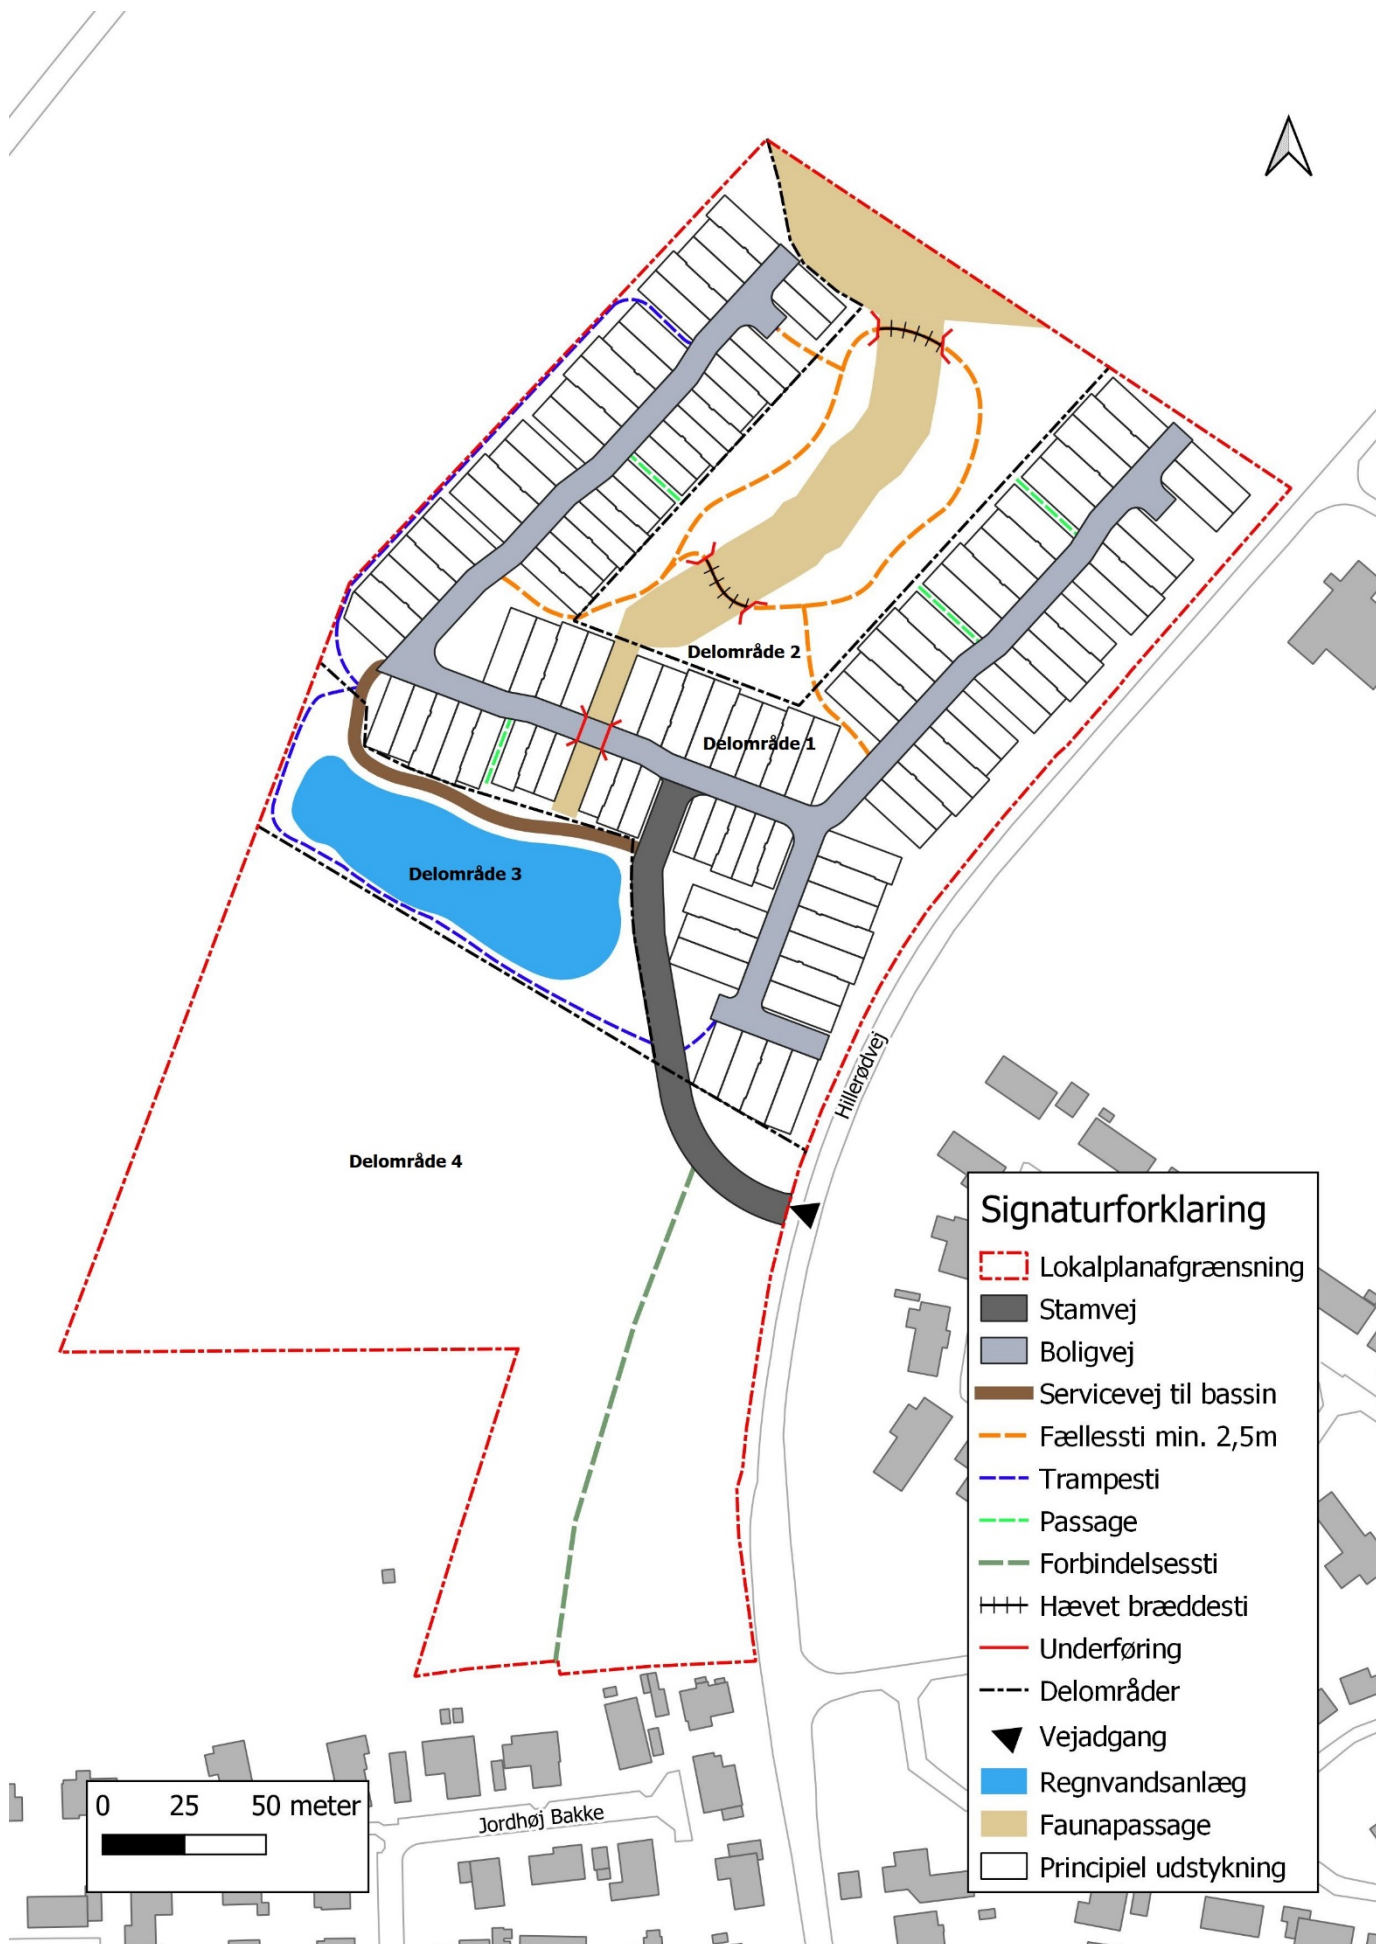 Delområde 2
Delområde 1
Delområde 3
Hillerødvej
Delområde 4
Signaturforklaring
Lokalplanafgrænsning
Stamvej
Boligvej
Servicevej til bassin
Fællessti min. 2,5m
Trampesti
Passage
Forbindelsessti
Hævet bræddesti
Underføring
Delområder
Vejadgang
Regnvandsanlæg
Faunapassage
Principiel udstykning
0 25 50 meter
Jordhøj Bakke